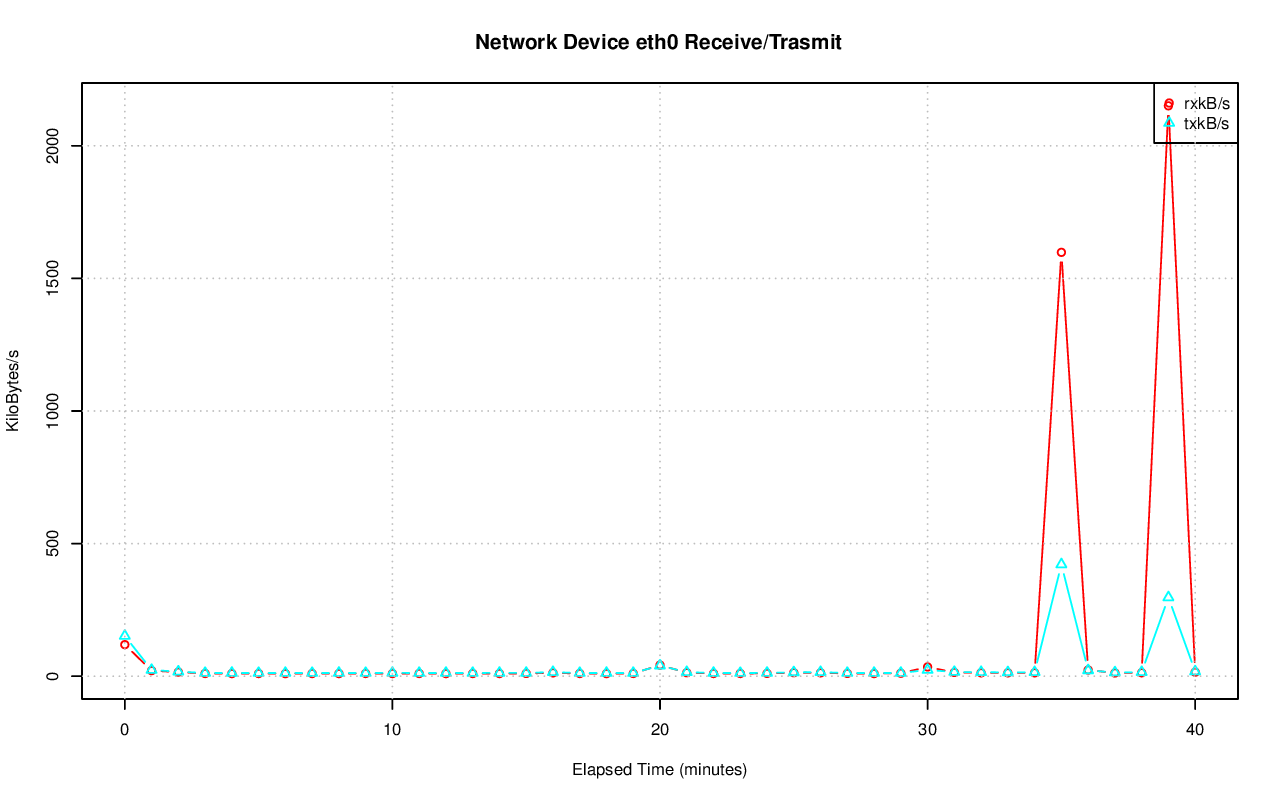 Network Device eth0 Receive/Trasmit
rxkB/s
txkB/s
2000
1500
1000
500
0
KiloBytes/s
0 10 20 30 40
Elapsed Time (minutes)